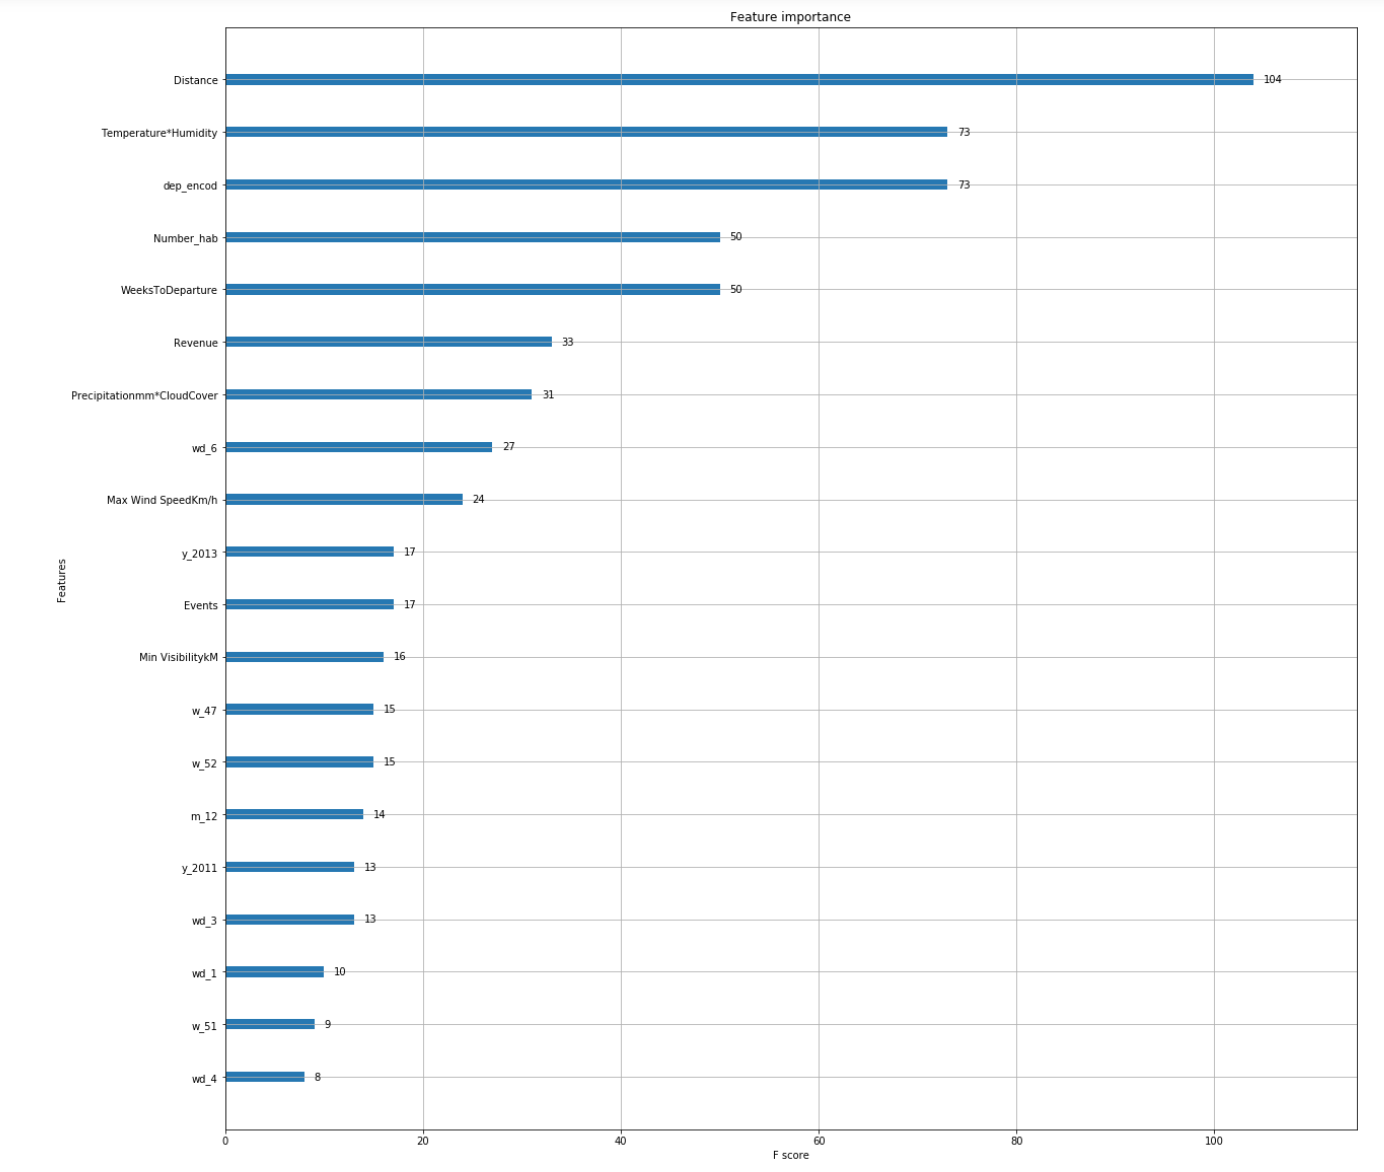 Feature importance
Distance 104
Temperature*Humidity 73
dep_encod 73
Number_hab 50
WeeksToDeparture 50
Revenue 33
Precipitationmm*CloudCover 31
wd_6 27
Max Wind SpeedKm/h 24
y_2013 17
Events 17
Min VisibilitykM 16
w_47 15
w_52 15
m_12 14
y_2011 13
wd_3 13
wd_1 10
w_51 9
wd_4 8
Features
0 20 40 60 80 100
F score